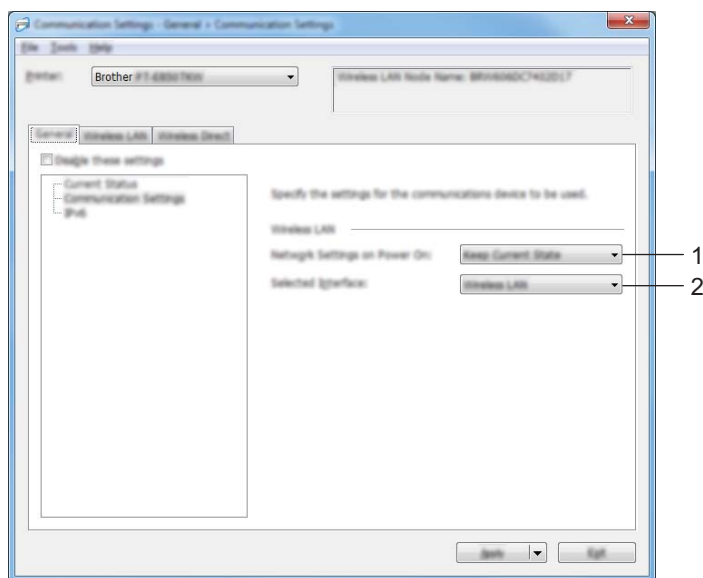 Communication Settings - General > Communication Settings
File Tools Help
Printer:
Brother
Wireless LAN Node Name:
General
Wireless LAN
Wireless Direct
Disable these settings
Current Status
Communication Settings
IPv6
Specify the settings for the communications device to be used.
Wireless LAN
Network Settings on Power On:
Keep Current State
1
Selected Interface:
Wireless LAN
2
Apply
Exit